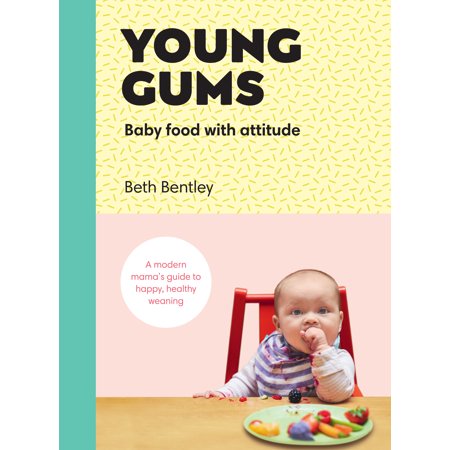 YOUNG
GUMS
Baby food with attitude
Beth Bentley
A modern
mama's guide to
happy, healthy
weaning